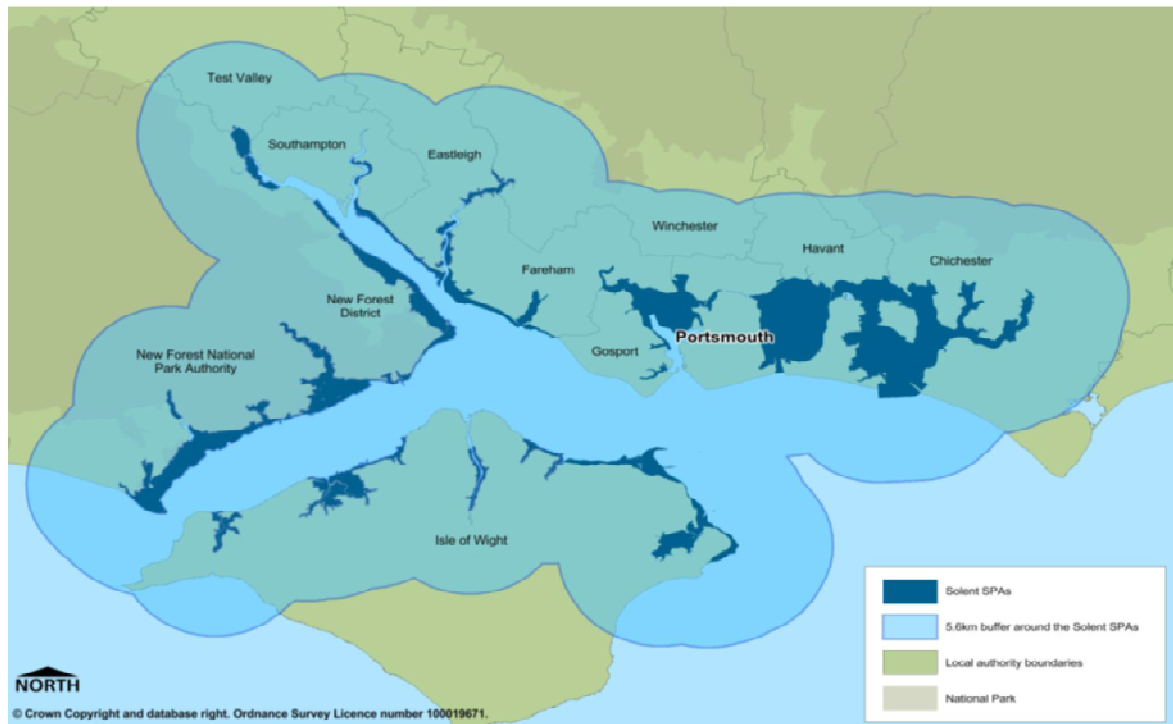 Test Valley
Southampton
Eastleigh
Winchester
Havant
Chichester
Fareham
New Forest
District
Portsmouth
Gosport
New Forest National
Park Authority
Isle of Wight
Solent SPAs
5.6km buffer around the Solent SPAs
Local authority boundaries
National Park
NORTH
© Crown Copyright and database right. Ordnance Survey Licence number 100019671.